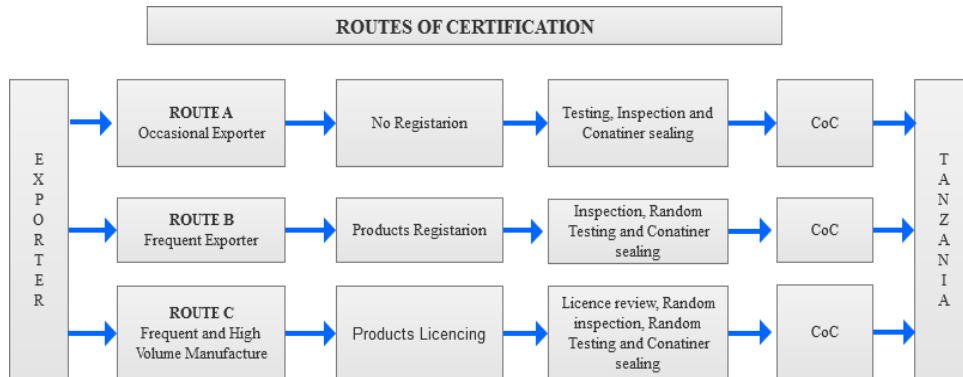 ROUTES OF CERTIFICATION
EXPORTER
ROUTE A
Occasional Exporter
No Registarion
Testing, Inspection and
Conatiner sealing
CoC
ROUTE B
Frequent Exporter
Products Registarion
Inspection, Random
Testing and Conatiner
sealing
CoC
ROUTE C
Frequent and High
Volume Manufacture
Products Licencing
Licence review, Random
inspection, Random
Testing and Conatiner
sealing
CoC
TANZANIA